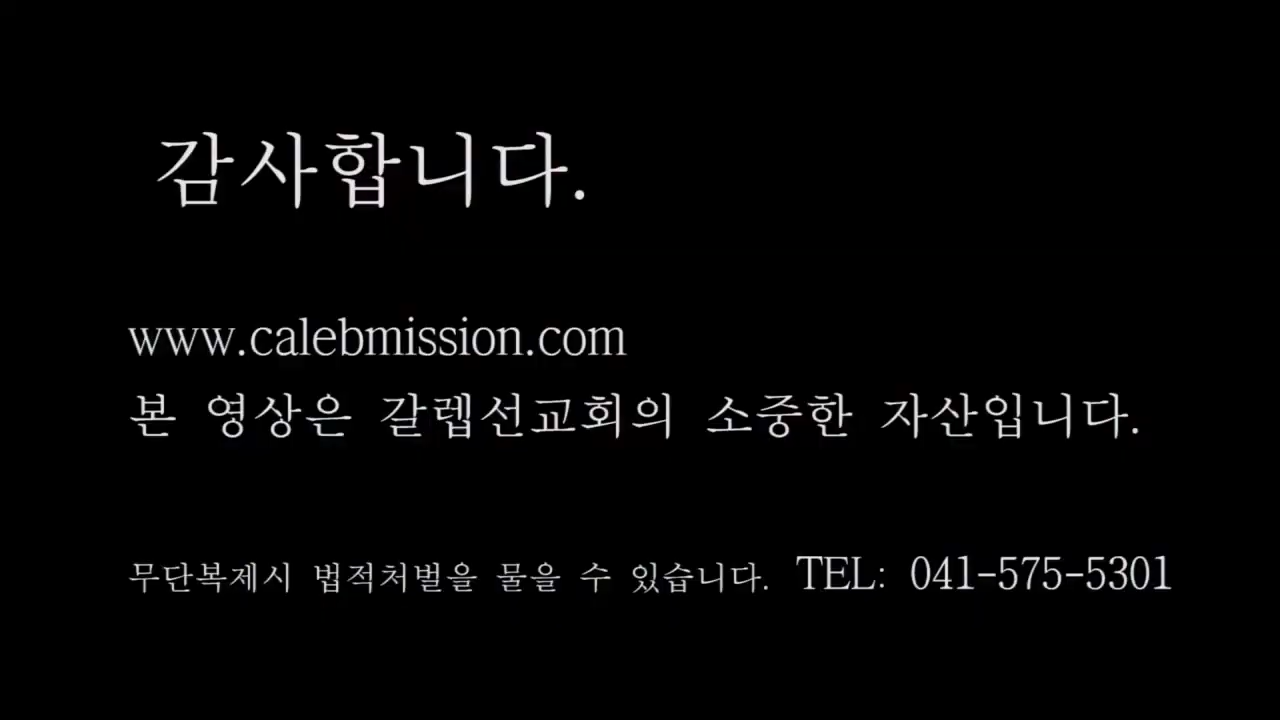 감사합니다.
www.calebmission.com
본 영상은 갈렙선교회의 소중한 자산입니다.
무단복제시 법적처벌을 물을 수 있습니다. TEL: 041-575-5301